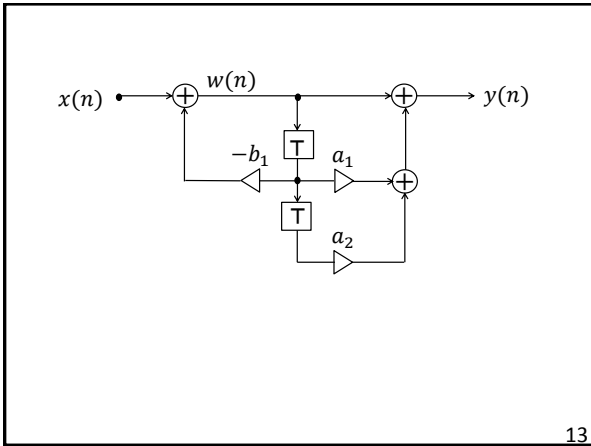 x(n) w(n) y(n)
T
−b₁ a₁
T
a₂
13